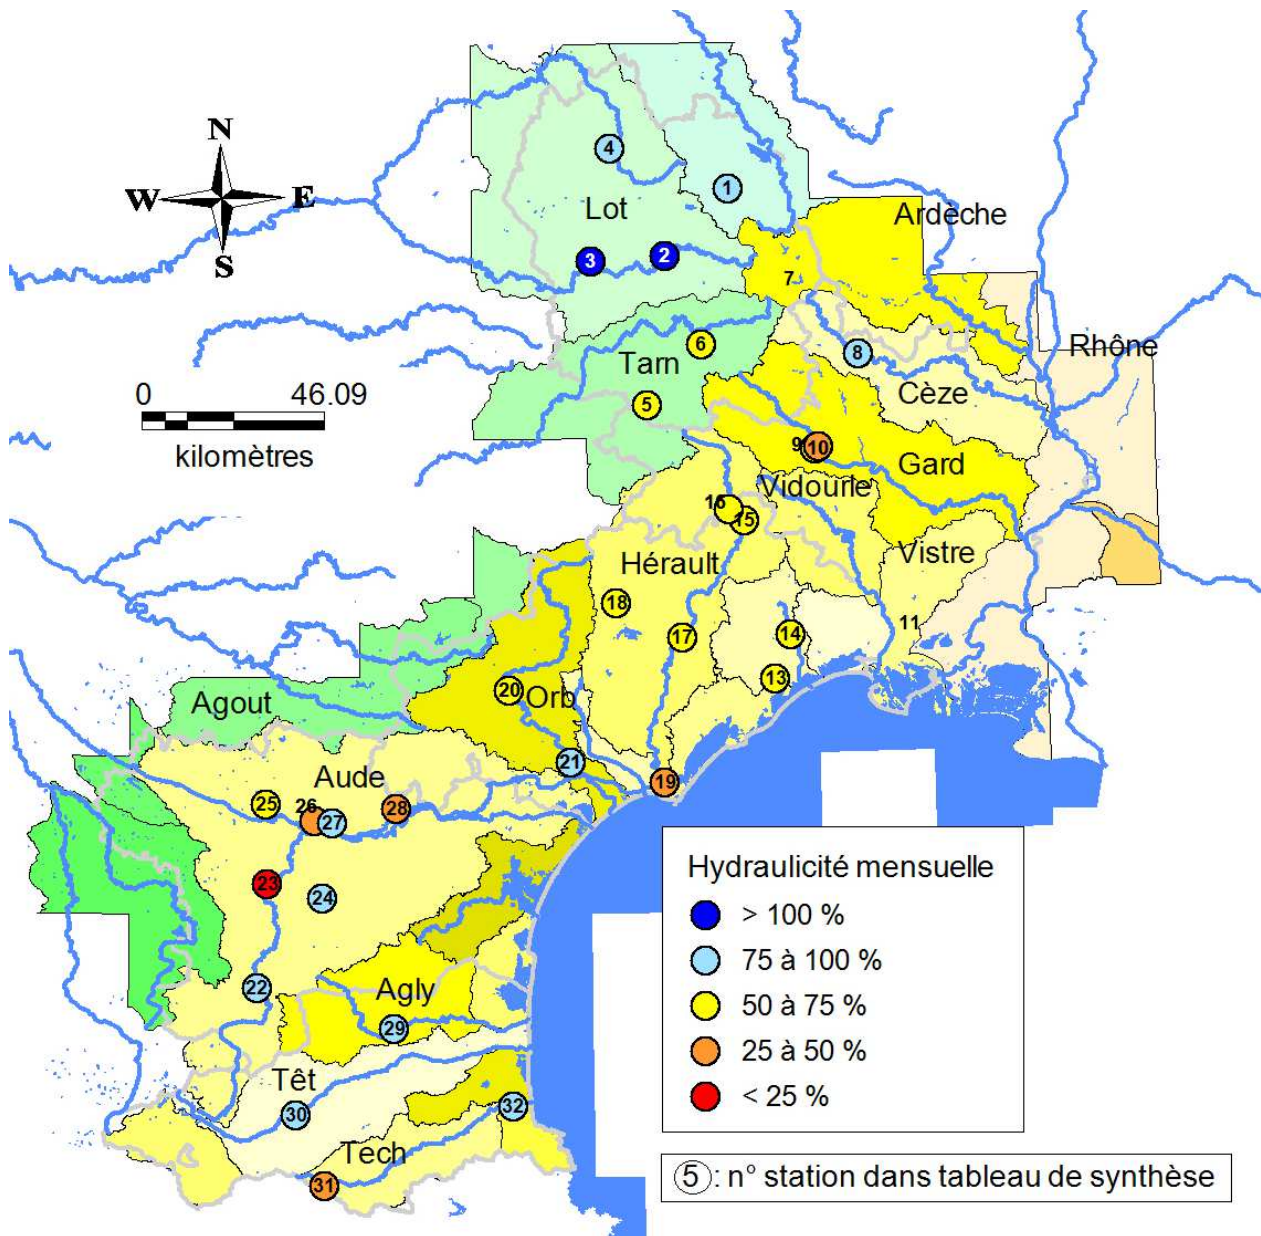 N
W E
S
4
1
Lot
Ardèche
3 2
7
6
Rhône
Tarn
8
Cèze
0 46.09
kilomètres
5
9 10
Gard
Vidourle
16
15
Vistre
Hérault
18
11
17
14
13
20
Orb
Agout
21
19
Aude
25
26
27
28
23
24
22
Agly
29
Têt
30
32
Tech
31
Hydraulicité mensuelle
> 100 %
75 à 100 %
50 à 75 %
25 à 50 %
< 25 %
5 : n° station dans tableau de synthèse